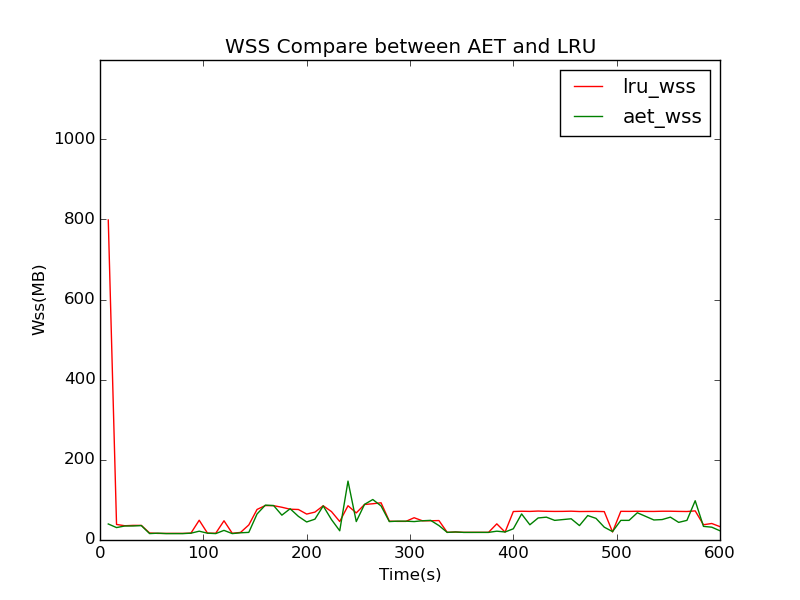 WSS Compare between AET and LRU
lru_wss
aet_wss
1000
800
600
400
200
0
Wss(MB)
0 100 200 300 400 500 600
Time(s)